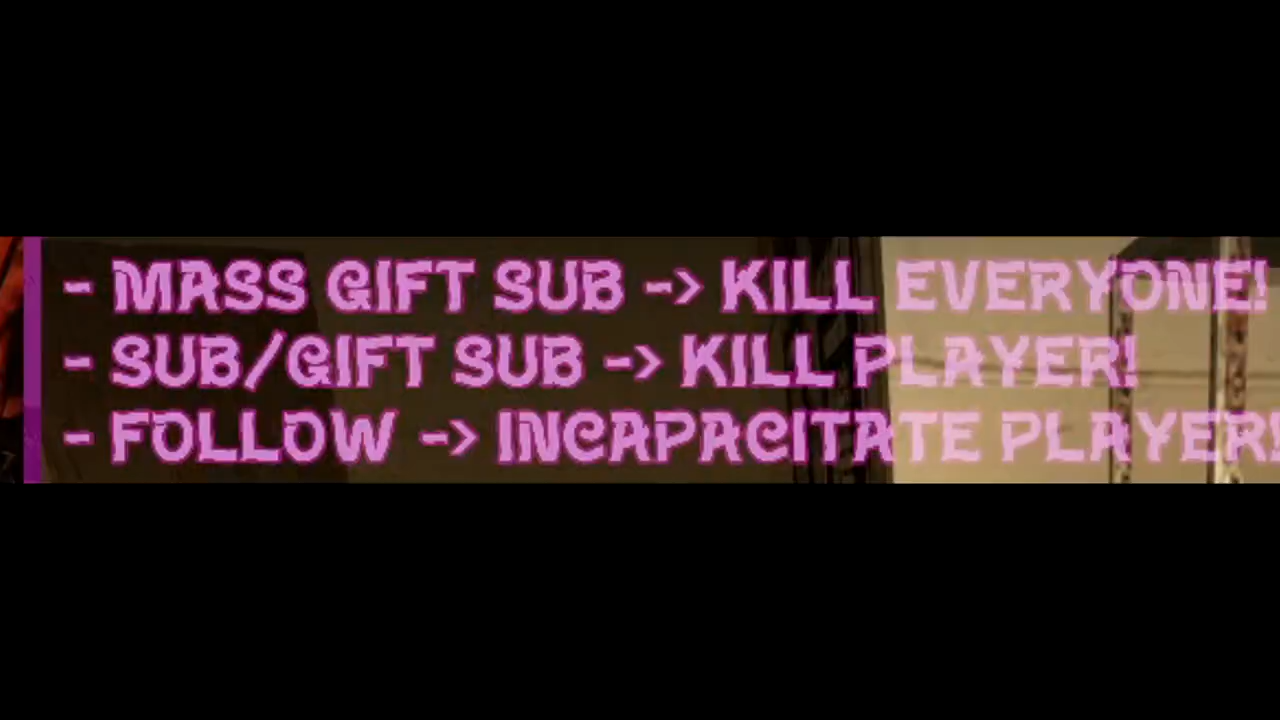 - MASS GIFT SUB -> KILL EVERYONE!
- SUB/GIFT SUB -> KILL PLAYER!
- FOLLOW -> INCAPACITATE PLAYER!